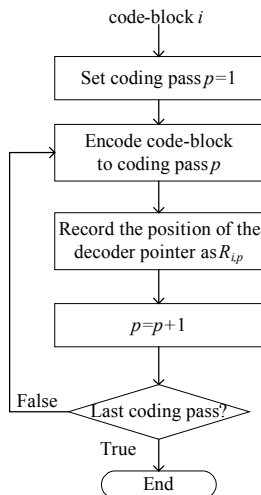 code-block i
Set coding pass p=1
Encode code-block
to coding pass p
Record the position of the
decoder pointer as R_{i,p}
p=p+1
Last coding pass?
False
True
End